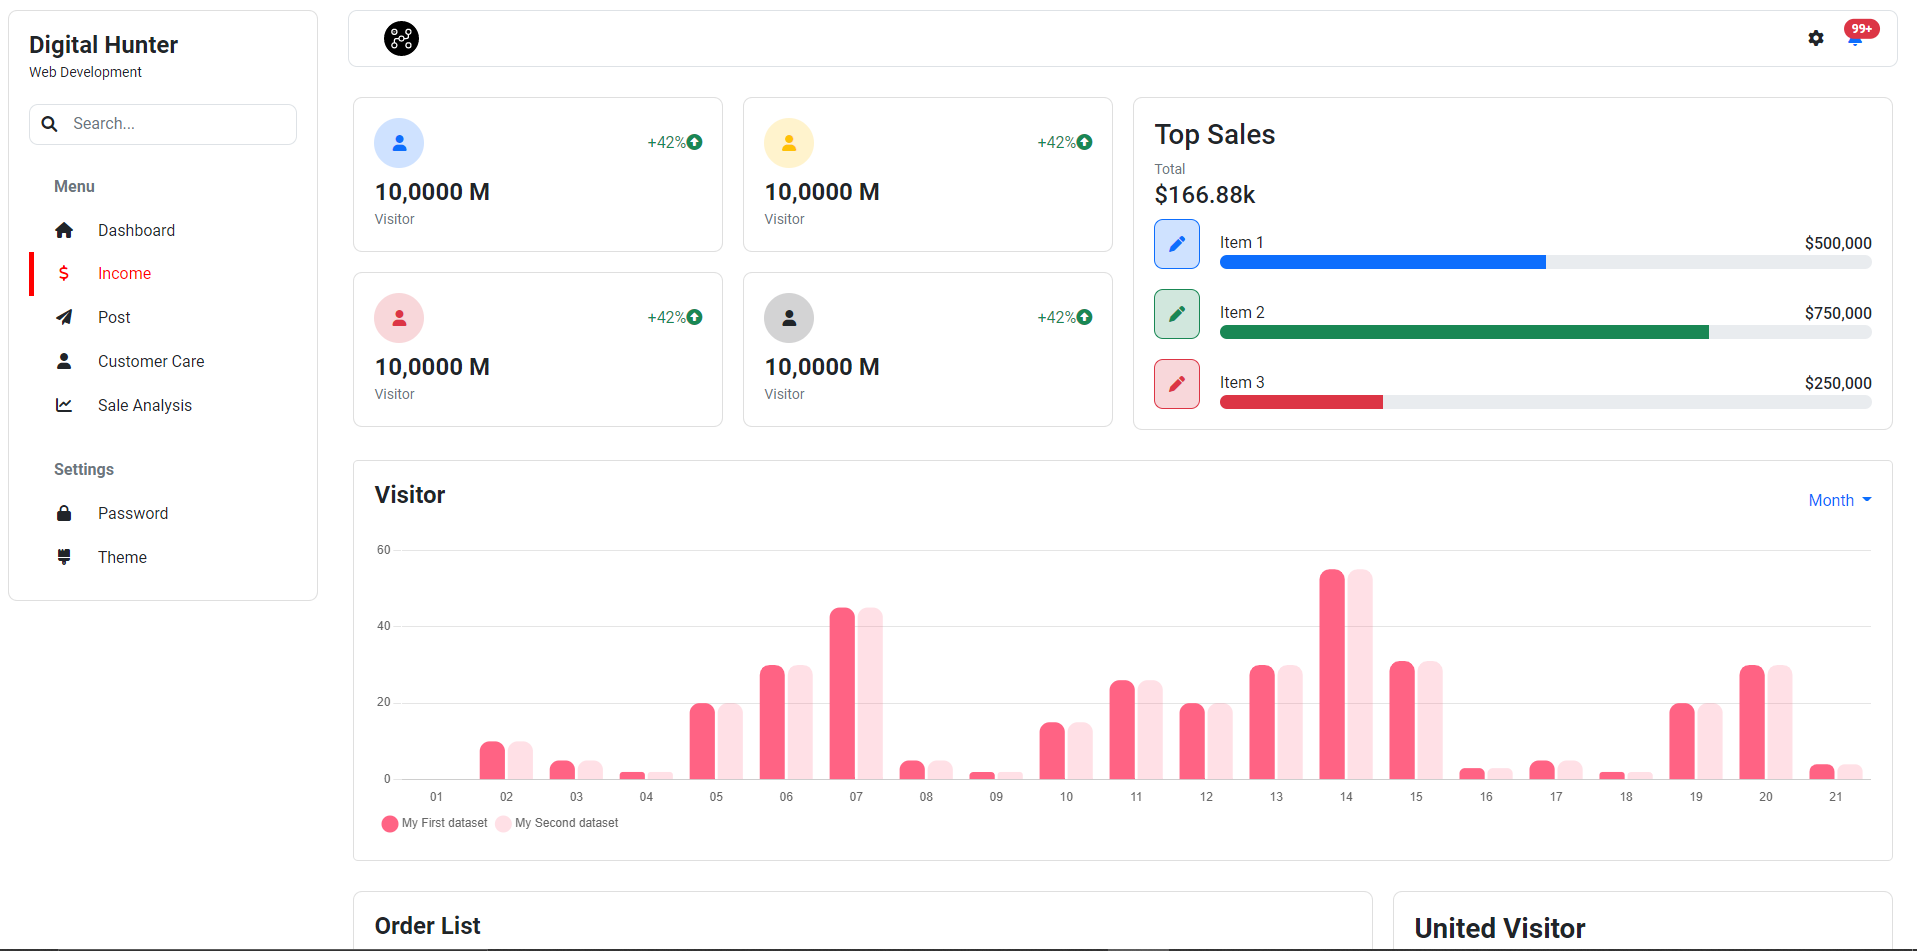 Digital Hunter
Web Development
Search...
Menu
Dashboard
Income
Post
Customer Care
Sale Analysis
Settings
Password
Theme
99+
+42%
10,0000 M
Visitor
+42%
10,0000 M
Visitor
+42%
10,0000 M
Visitor
+42%
10,0000 M
Visitor
Top Sales
Total
$166.88k
Item 1 $500,000
Item 2 $750,000
Item 3 $250,000
Visitor
Month
60
40
20
0
01 02 03 04 05 06 07 08 09 10 11 12 13 14 15 16 17 18 19 20 21
My First dataset My Second dataset
Order List
United Visitor